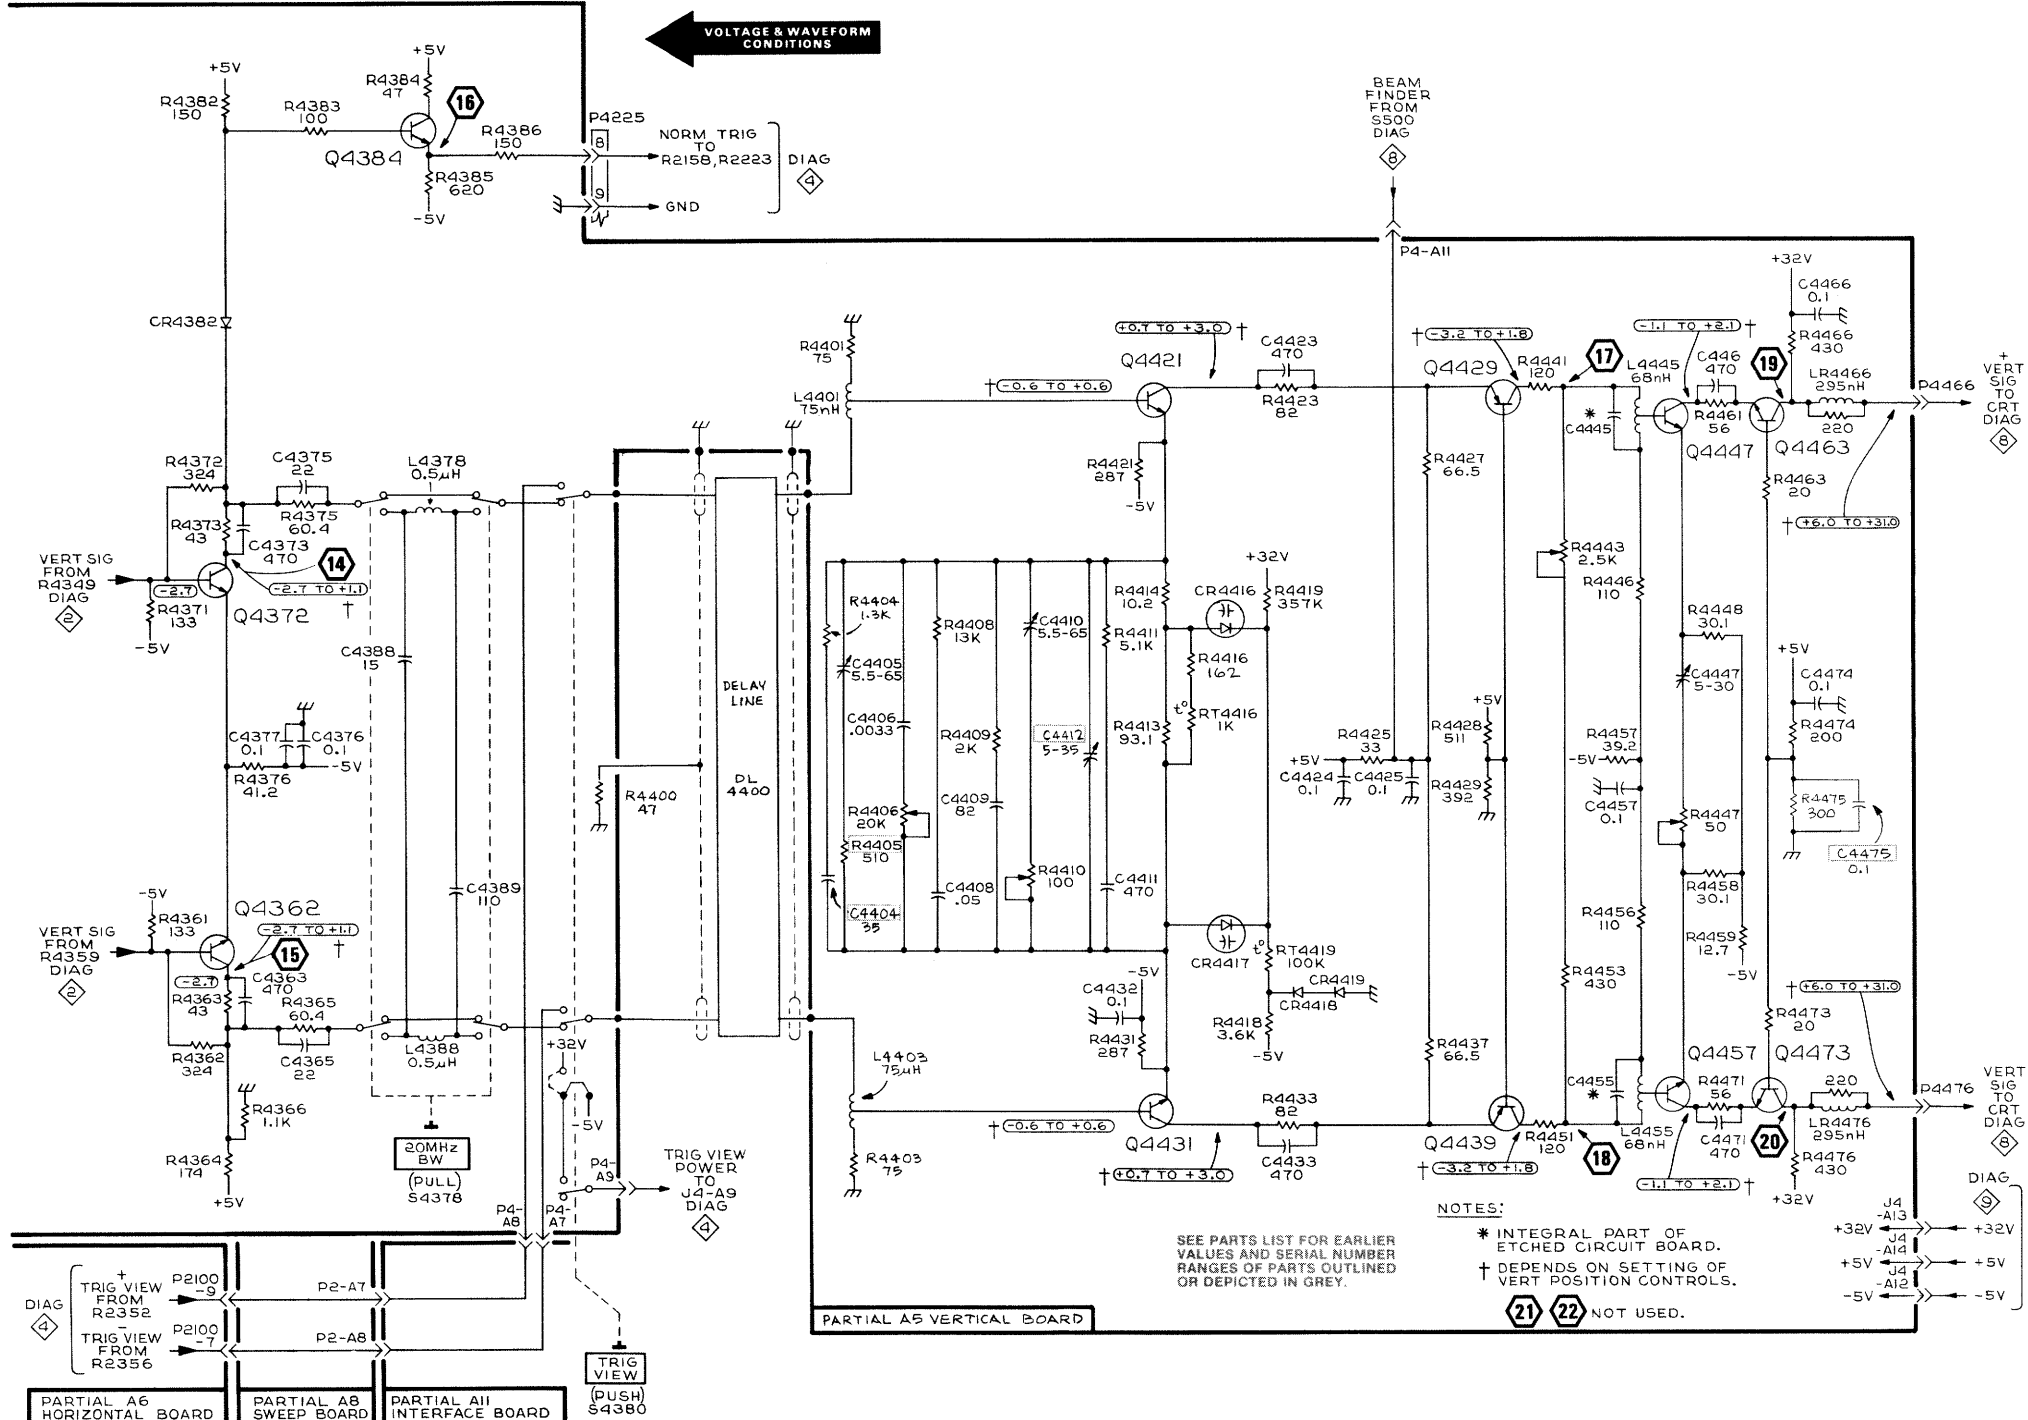 VOLTAGE & WAVEFORM
CONDITIONS
+5V
R4382
150
R4383
100
+5V
R4384
47
16
Q4384
R4386
150
R4385
620
-5V
P4225
8
NORM TRIG
TO
R2158,R2223
DIAG
4
9
GND
BEAM
FINDER
FROM
S500
DIAG
8
P4-A11
CR4382
R4372
324
C4375
22
R4375
60.4
L4378
0.5µH
R4373
43
C4373
470
14
-2.7 TO +1.1
†
VERT SIG
FROM
R4349
DIAG
2
-2.7
R4371
133
-5V
Q4372
C4377
0.1
C4376
0.1
-5V
R4376
41.2
C4388
15
C4389
110
-5V
R4361
133
Q4362
-2.7 TO +1.1
†
15
VERT SIG
FROM
R4359
DIAG
2
-2.7
C4363
470
R4363
43
R4365
60.4
C4365
22
R4362
324
L4388
0.5µH
R4366
1.1K
R4364
174
+5V
20MHz
BW
(PULL)
S4378
+32V
-5V
P4-
A9
TRIG VIEW
POWER
TO
J4-A9
DIAG
4
P4-
A8
P4-
A7
R4400
47
DELAY
LINE
DL
4400
R4401
75
L4401
75nH
L4403
75µH
R4403
75
† -0.6 TO +0.6
Q4421
+0.7 TO +3.0 †
C4423
470
R4423
82
R4421
287
-5V
R4404
1.3K
C4405
5.5-65
C4406
.0033
R4406
20K
R4405
510
C4404
35
R4408
13K
C4408
.05
R4409
2K
C4409
82
C4410
5.5-65
R4410
100
C4412
5-35
R4411
5.1K
C4411
470
R4414
10.2
R4413
93.1
CR4416
R4416
162
t°
RT4416
1K
+32V
R4419
357K
CR4417
t°
RT4419
100K
CR4419
CR4418
R4418
3.6K
-5V
-5V
C4432
0.1
R4431
287
† -0.6 TO +0.6
Q4431
† +0.7 TO +3.0
R4433
82
C4433
470
R4425
33
+5V
C4424
0.1
C4425
0.1
R4427
66.5
R4437
66.5
+5V
R4428
511
R4429
392
† -3.2 TO +1.8
Q4429
R4441
120
17
*
C4445
L4445
68nH
-1.1 TO +2.1 †
C446
470
R4461
56
Q4447
19
Q4463
+32V
C4466
0.1
R4466
430
LR4466
295nH
220
P4466
+
VERT
SIG
TO
CRT
DIAG
8
R4463
20
† +6.0 TO +31.0
R4443
2.5K
R4446
110
R4448
30.1
C4447
5-30
R4457
39.2
-5V
C4457
0.1
R4447
50
R4458
30.1
R4456
110
R4459
12.7
-5V
R4453
430
+5V
C4474
0.1
R4474
200
R4475
300
C4475
0.1
† +6.0 TO +31.0
R4473
20
Q4439
† -3.2 TO +1.8
R4451
120
18
C4455
*
L4455
68nH
Q4457
R4471
56
C4471
470
-1.1 TO +2.1 †
Q4473
20
220
LR4476
295nH
R4476
430
+32V
P4476
VERT
SIG
TO
CRT
DIAG
8
DIAG
9
J4
-A13
+32V
+32V
J4
-A14
+5V
+5V
J4
-A12
-5V
-5V
SEE PARTS LIST FOR EARLIER
VALUES AND SERIAL NUMBER
RANGES OF PARTS OUTLINED
OR DEPICTED IN GREY.
NOTES:
* INTEGRAL PART OF
ETCHED CIRCUIT BOARD.
† DEPENDS ON SETTING OF
VERT POSITION CONTROLS.
21 22 NOT USED.
PARTIAL A5 VERTICAL BOARD
DIAG
4
+
TRIG VIEW
FROM
R2352
P2100
-9
P2-A7
-
TRIG VIEW
FROM
R2356
P2100
-7
P2-A8
TRIG
VIEW
(PUSH)
S4380
PARTIAL A6
HORIZONTAL BOARD
PARTIAL A8
SWEEP BOARD
PARTIAL A11
INTERFACE BOARD